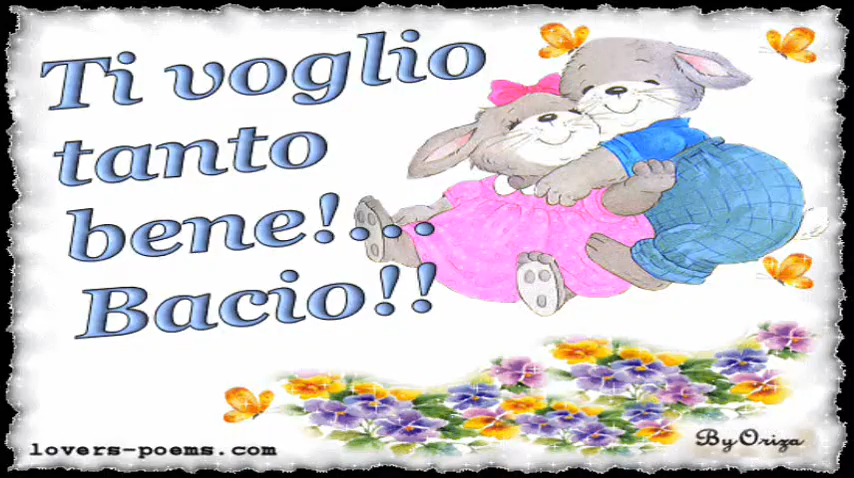 Ti voglio
tanto
bene!...
Bacio!!
lovers-poems.com
By Oriza